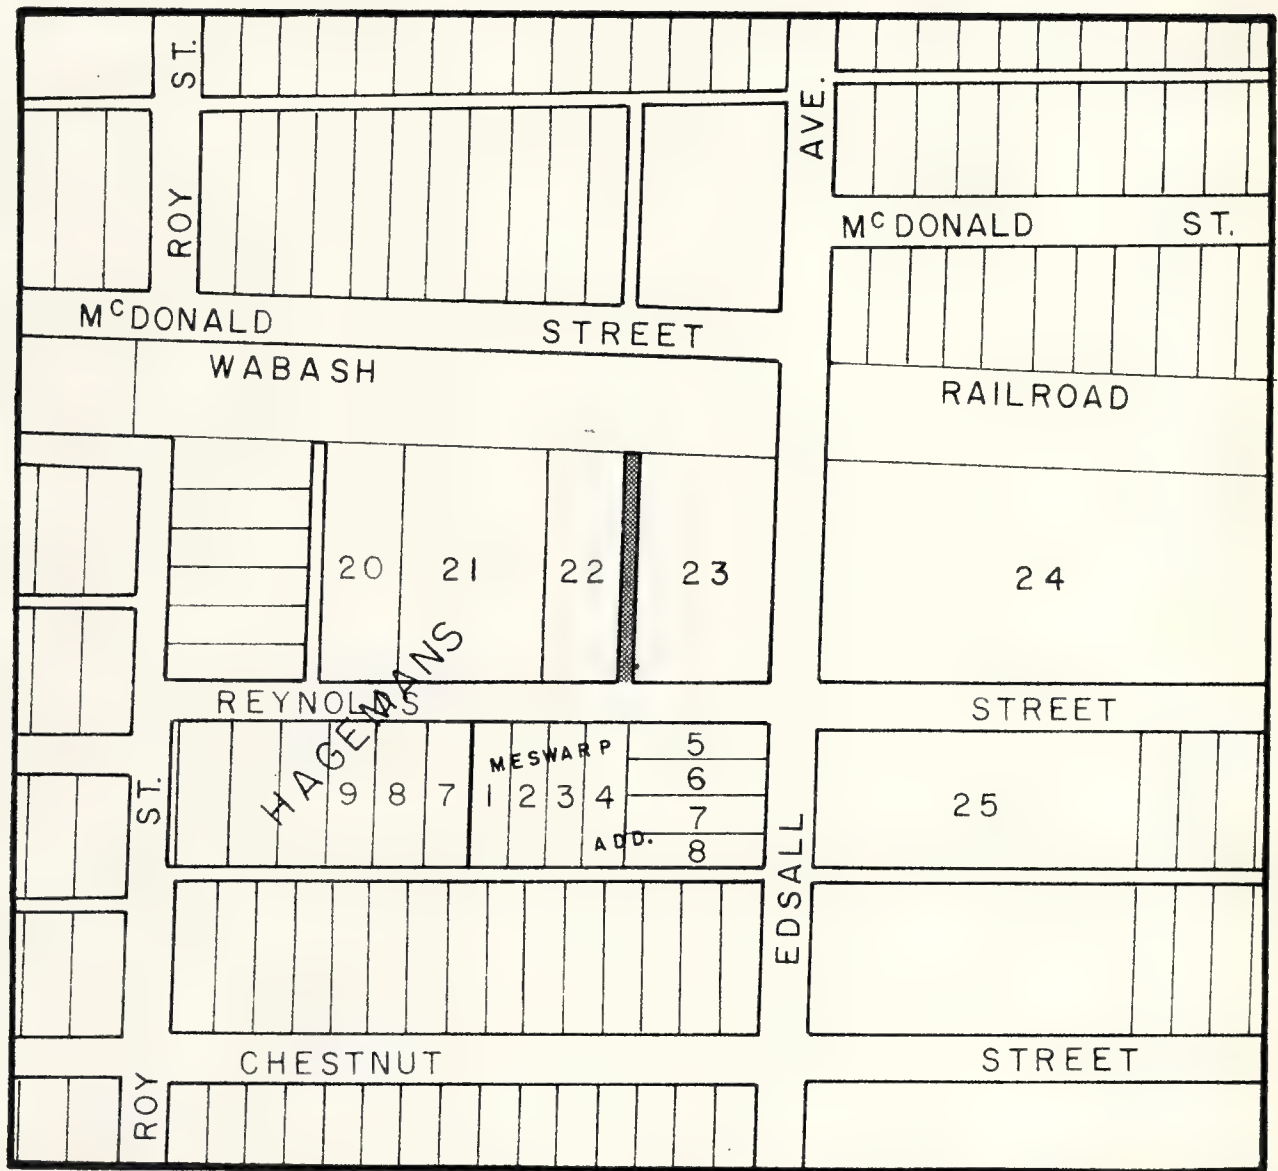 ST.
AVE.
ROY
McDONALD ST.
McDONALD STREET
WABASH RAILROAD
20 21 22 23 24
HAGEMANS
REYNOLDS STREET
MESWARP
5
6
9 8 7 1 2 3 4
7
ADD.
8
25
ST.
EDSALL
CHESTNUT STREET
ROY